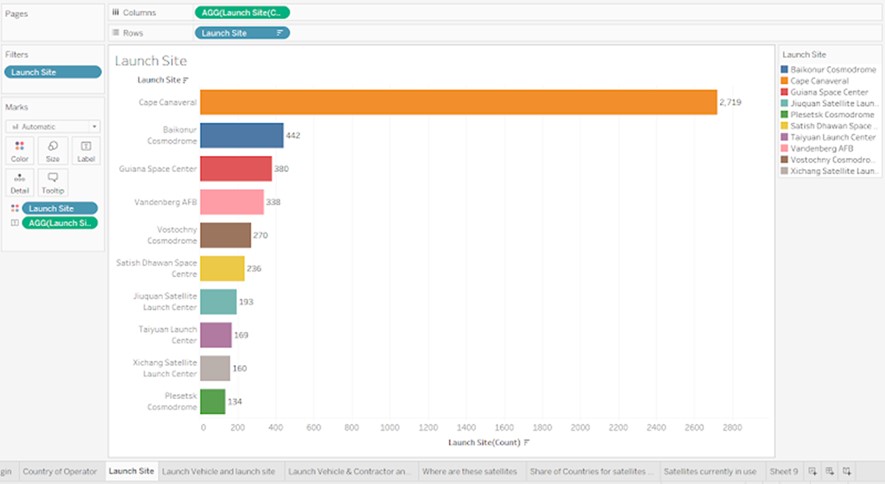 Pages
Columns
AGG(Launch Site(C..
Rows
Launch Site
Filters
Launch Site
Marks
Automatic
Color
Size
Label
Detail
Tooltip
Launch Site
AGG(Launch Si..
Launch Site
Launch Site
Cape Canaveral
2,719
Baikonur
Cosmodrome
442
Guiana Space Center
380
Vandenberg AFB
338
Vostochny
Cosmodrome
270
Satish Dhawan Space
Centre
236
Jiuquan Satellite
Launch Center
193
Taiyuan Launch
Center
169
Xichang Satellite
Launch Center
160
Plesetsk
Cosmodrome
134
0 200 400 600 800 1000 1200 1400 1600 1800 2000 2200 2400 2600 2800
Launch Site(Count)
Launch Site
Baikonur Cosmodrome
Cape Canaveral
Guiana Space Center
Jiuquan Satellite Laun..
Plesetsk Cosmodrome
Satish Dhawan Space ..
Taiyuan Launch Center
Vandenberg AFB
Vostochny Cosmodro..
Xichang Satellite Laun..
gin
Country of Operator
Launch Site
Launch Vehicle and launch site
Launch Vehicle & Contractor an...
Where are these satellites
Share of Countries for satellites ...
Satellites currently in use
Sheet 9